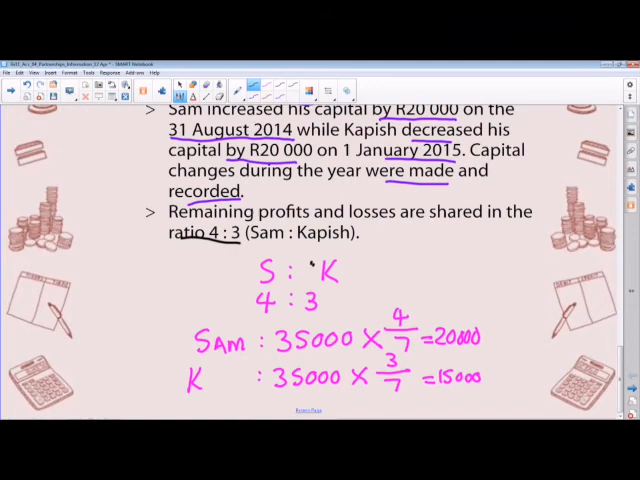 File Edit View Insert Format Tools Response Add-ons Help
> Sam increased his capital by R20 000 on the
31 August 2014 while Kapish decreased his
capital by R20 000 on 1 January 2015. Capital
changes during the year were made and
recorded.
> Remaining profits and losses are shared in the
ratio 4 : 3 (Sam : Kapish).
S : K
4 : 3
SAM : 35000 × 4/7 = 20000
K : 35000 × 3/7 = 15000